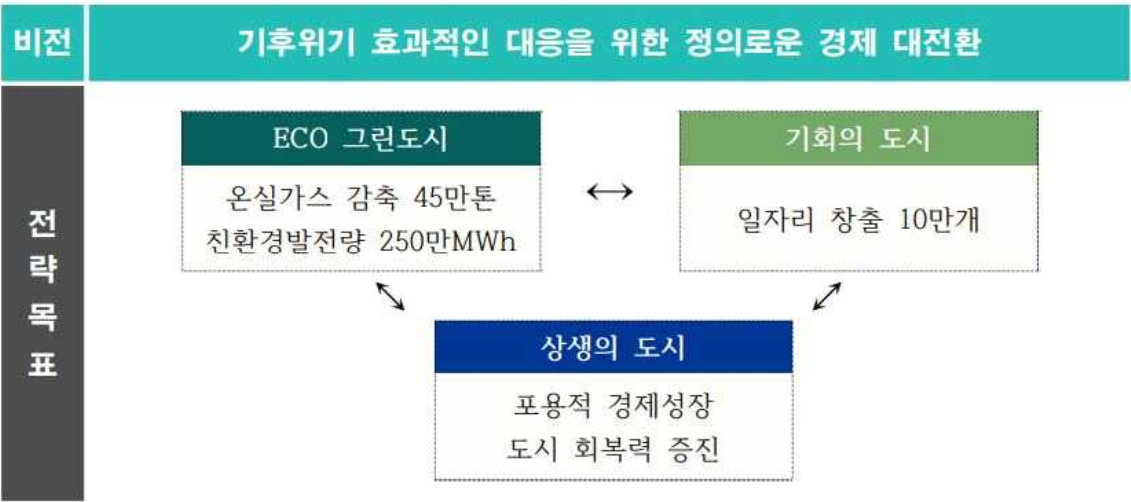 비전
기후위기 효과적인 대응을 위한 정의로운 경제 대전환
전략목표
ECO 그린도시
온실가스 감축 45만톤
친환경발전량 250만MWh
기회의 도시
일자리 창출 10만개
상생의 도시
포용적 경제성장
도시 회복력 증진